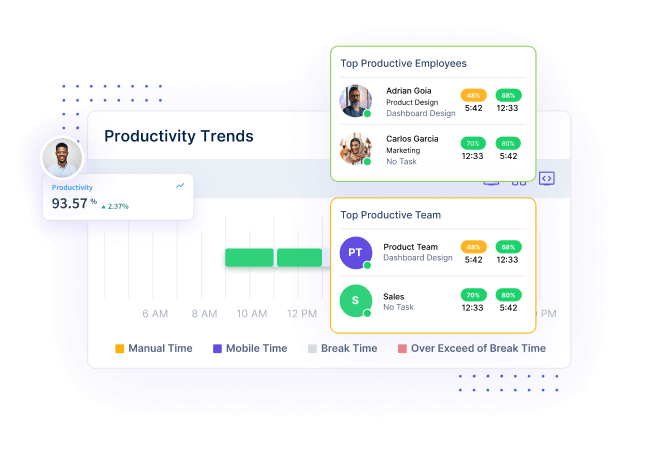 Top Productive Employees
Adrian Goia
Product Design
Dashboard Design
48%
68%
5:42
12:33
Carlos Garcia
Marketing
No Task
70%
80%
12:33
5:42
Productivity Trends
Productivity
93.57 %
2.37%
Top Productive Team
PT
Product Team
Dashboard Design
48%
68%
5:42
12:33
S
Sales
No Task
70%
80%
12:33
5:42
6 AM
8 AM
10 AM
12 PM
PM
Manual Time
Mobile Time
Break Time
Over Exceed of Break Time